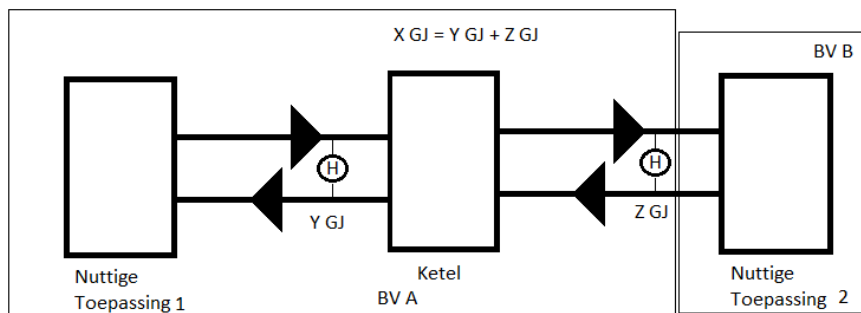 X GJ = Y GJ + Z GJ
BV B
H
H
Y GJ
Z GJ
Nuttige
Toepassing 1
Ketel
BV A
Nuttige
Toepassing 2